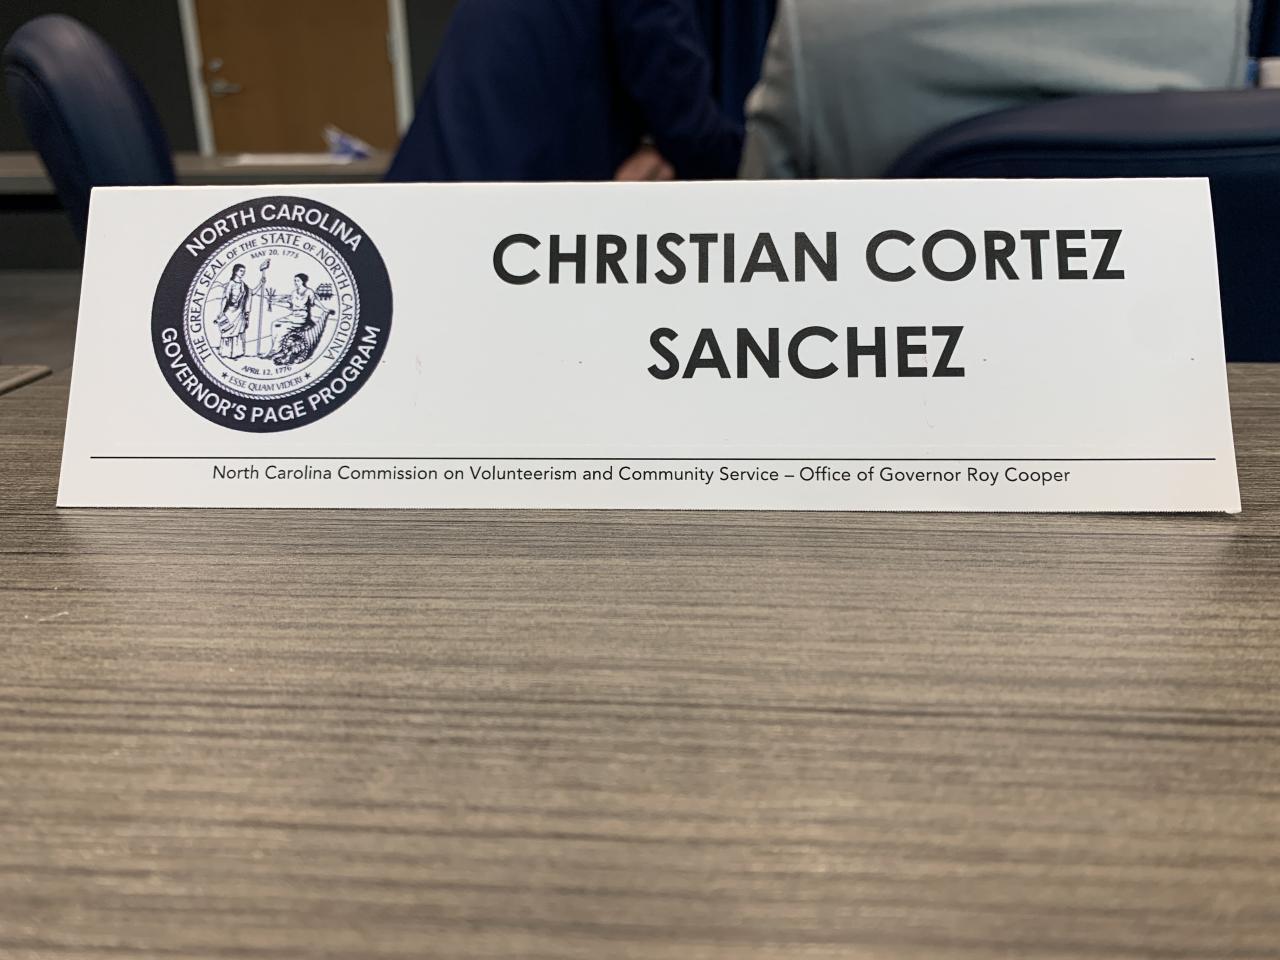 NORTH CAROLINA
THE GREAT SEAL OF THE STATE OF NORTH CAROLINA
MAY 20, 1775
APRIL 12, 1776
★ ESSE QUAM VIDERI ★
GOVERNOR'S PAGE PROGRAM
CHRISTIAN CORTEZ
SANCHEZ
North Carolina Commission on Volunteerism and Community Service – Office of Governor Roy Cooper